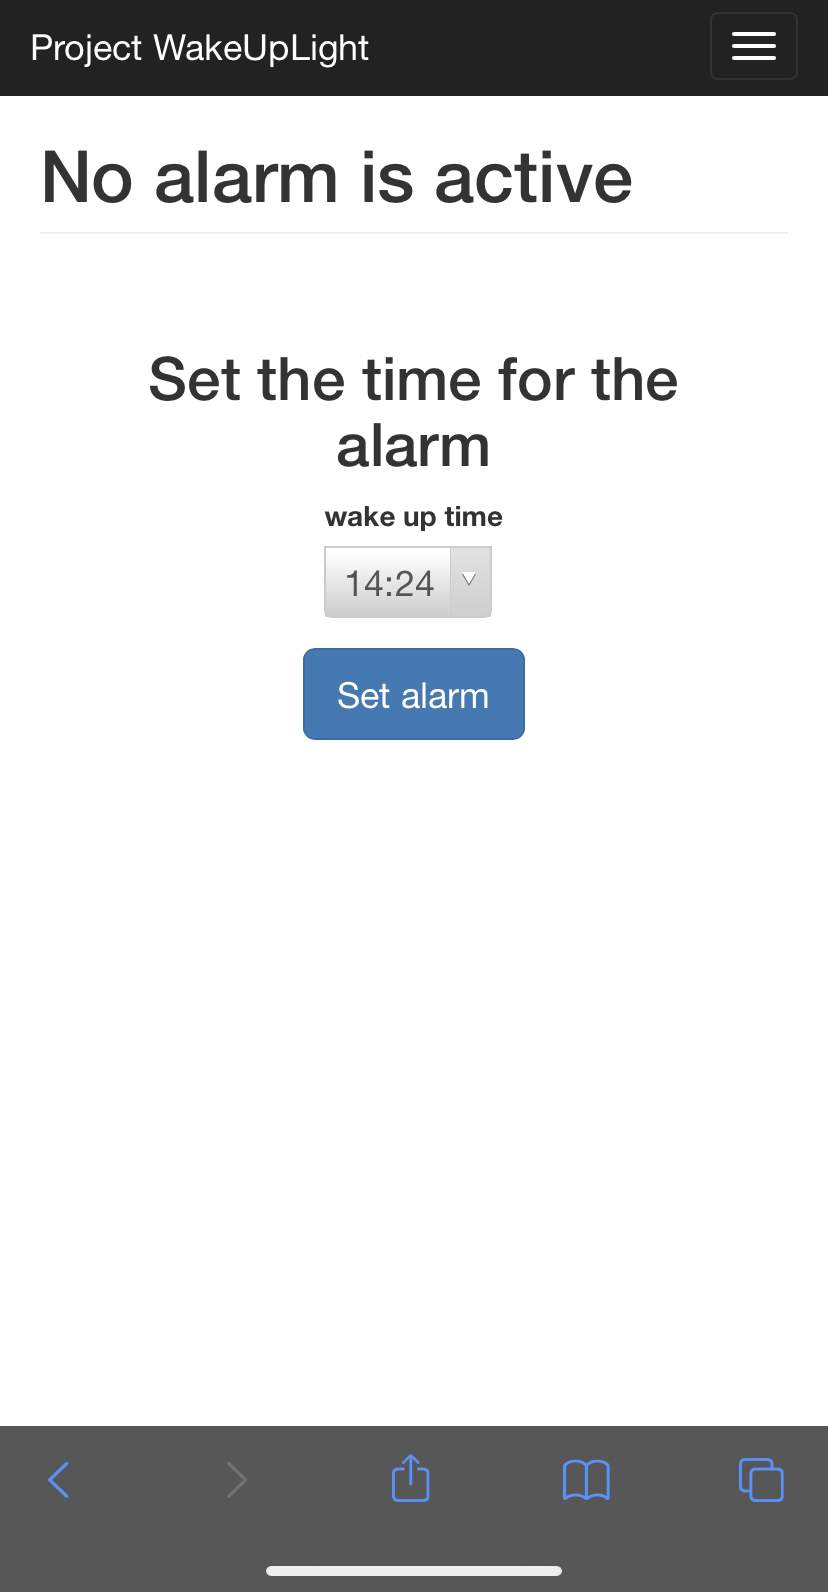 Project WakeUpLight
No alarm is active
Set the time for the
alarm
wake up time
14:24
Set alarm